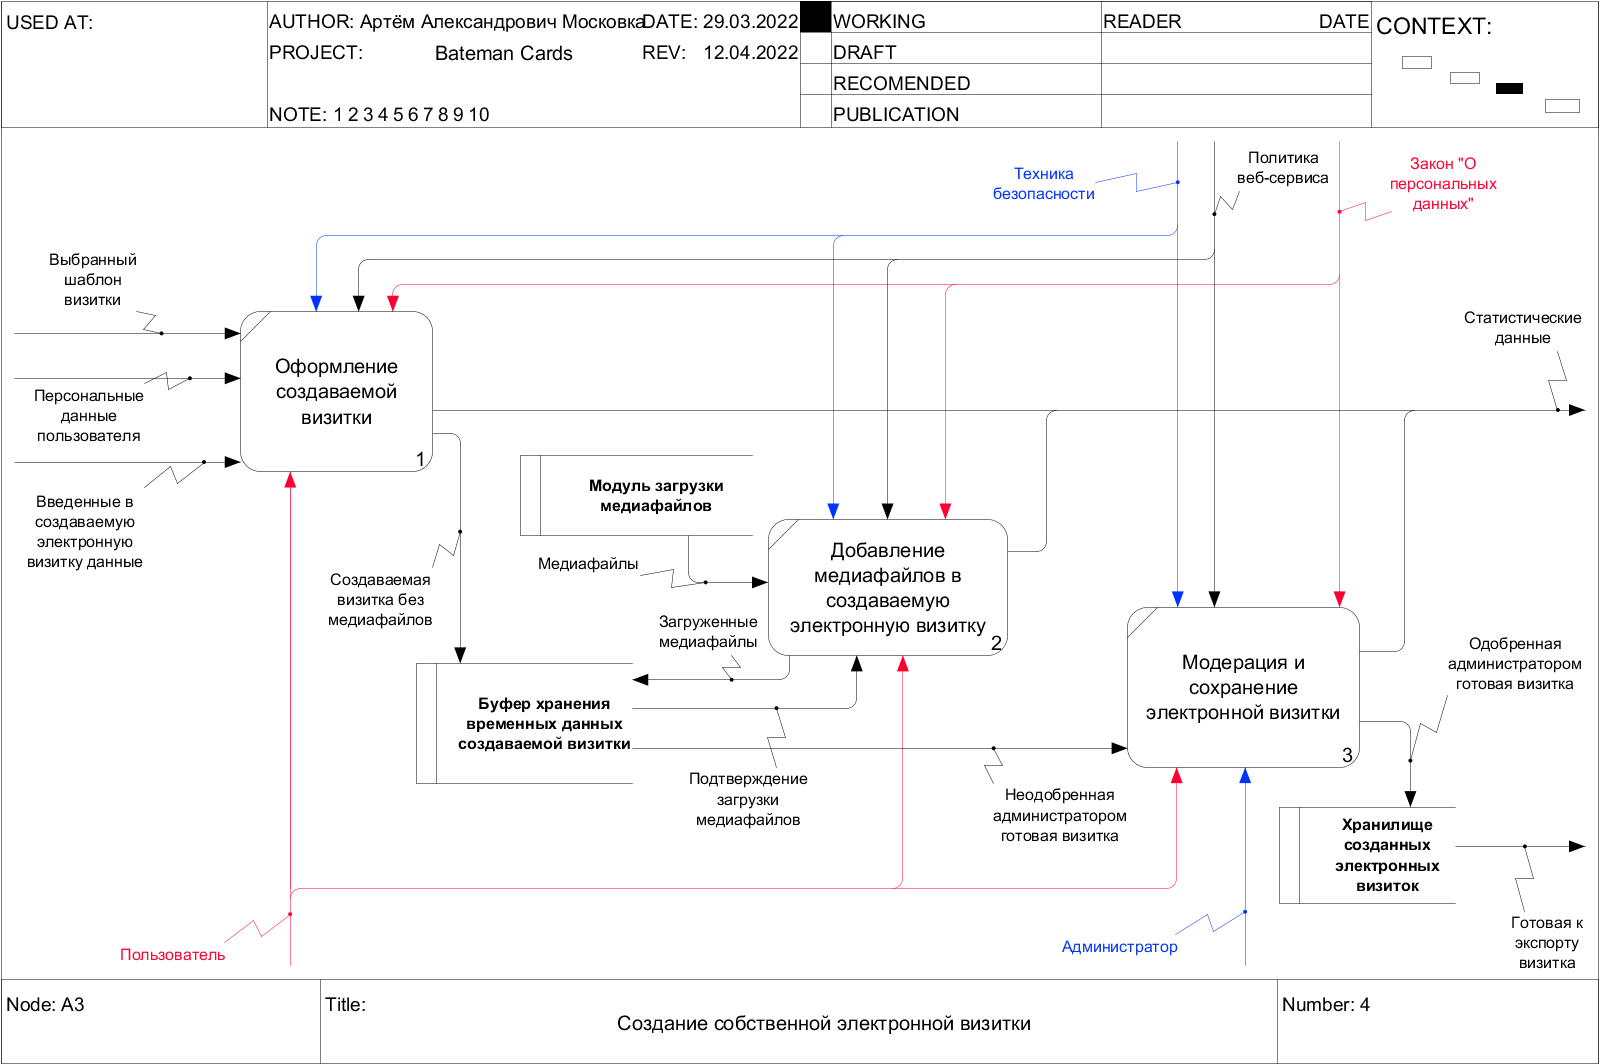 USED AT:
AUTHOR: Артём Александрович Московка
DATE: 29.03.2022
PROJECT: Bateman Cards
REV: 12.04.2022
NOTE: 1 2 3 4 5 6 7 8 9 10
WORKING
DRAFT
RECOMENDED
PUBLICATION
READER
DATE
CONTEXT:
Техника
безопасности
Политика
веб-сервиса
Закон "О
персональных
данных"
Выбранный
шаблон
визитки
Персональные
данные
пользователя
Введенные в
создаваемую
электронную
визитку данные
Оформление
создаваемой
визитки
1
Статистические
данные
Модуль загрузки
медиафайлов
Медиафайлы
Создаваемая
визитка без
медиафайлов
Добавление
медиафайлов в
создаваемую
электронную визитку
2
Загруженные
медиафайлы
Буфер хранения
временных данных
создаваемой визитки
Подтверждение
загрузки
медиафайлов
Неодобренная
администратором
готовая визитка
Модерация и
сохранение
электронной визитки
3
Одобренная
администратором
готовая визитка
Хранилище
созданных
электронных
визиток
Готовая к
экспорту
визитка
Пользователь
Администратор
Node: A3
Title:
Создание собственной электронной визитки
Number: 4